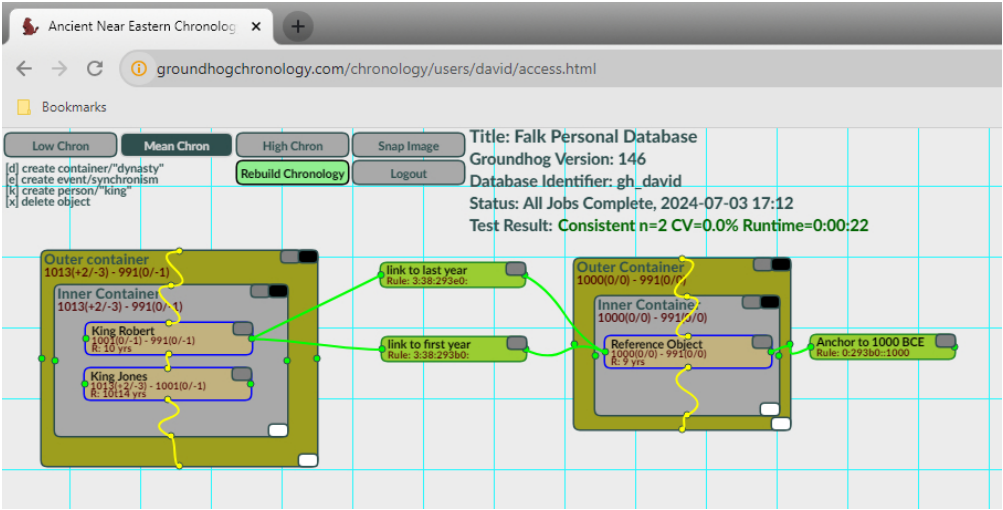 Ancient Near Eastern Chronolog
groundhogchronology.com/chronology/users/david/access.html
Bookmarks
Low Chron
Mean Chron
High Chron
Snap Image
Rebuild Chronology
Logout
[d] create container/"dynasty"
[e] create event/synchronism
[k] create person/"king"
[x] delete object
Title: Falk Personal Database
Groundhog Version: 146
Database Identifier: gh_david
Status: All Jobs Complete, 2024-07-03 17:12
Test Result: Consistent n=2 CV=0.0% Runtime=0:00:22
Outer container
1013(+2/-3) - 991(0/-1)
Inner Container
1013(+2/-3) - 991(0/-1)
King Robert
1001(0/-1) - 991(0/-1)
R: 10 yrs
King Jones
1013(+2/-3) - 1001(0/-1)
R: 10t14 yrs
link to last year
Rule: 3:38:293e0:
link to first year
Rule: 3:38:293b0:
Outer Container
1000(0/0) - 991(0/0)
Inner Container
1000(0/0) - 991(0/0)
Reference Object
1000(0/0) - 991(0/0)
R: 9 yrs
Anchor to 1000 BCE
Rule: 0:293b0::1000